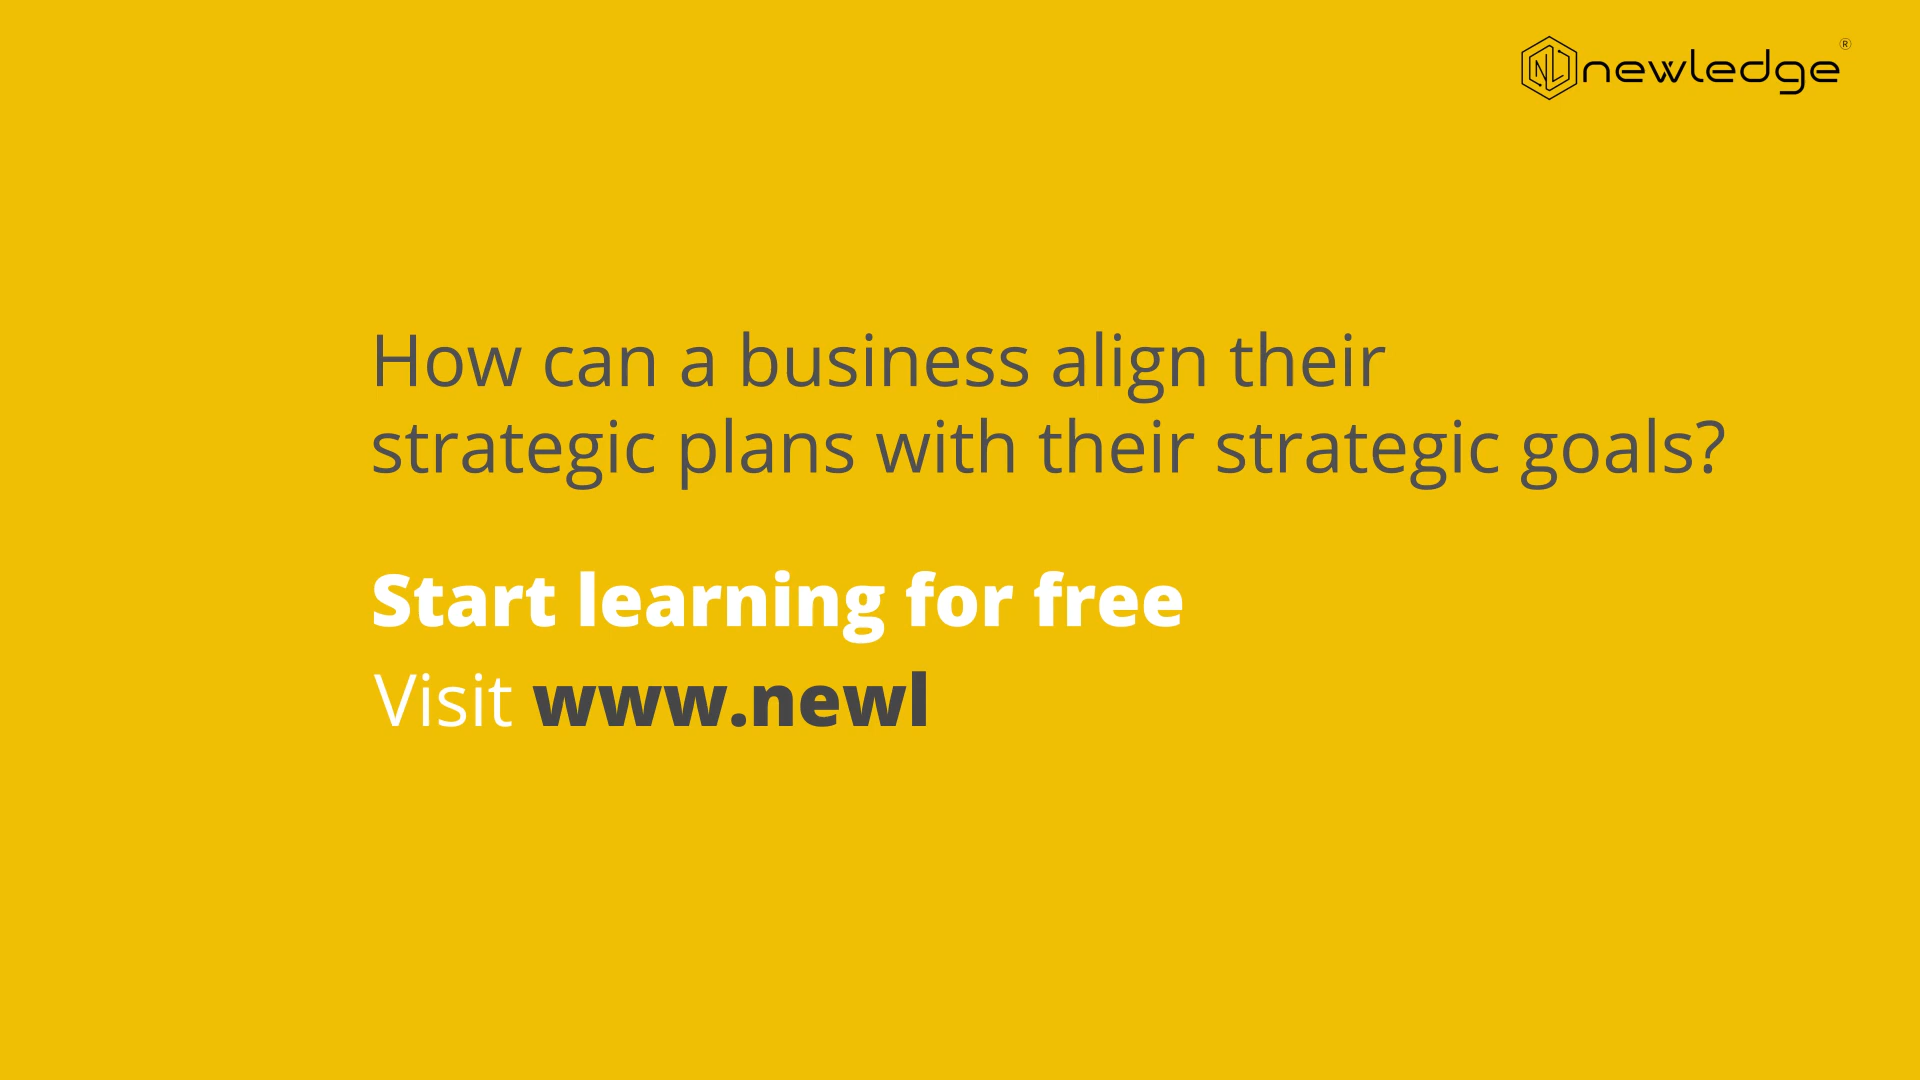 newledge®
How can a business align their
strategic plans with their strategic goals?
Start learning for free
Visit www.newl